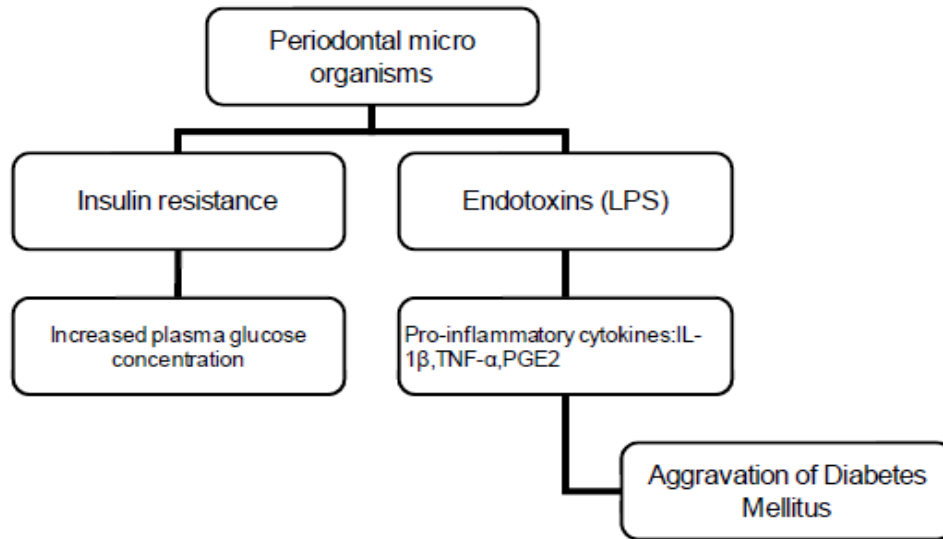 Periodontal micro
organisms
Insulin resistance
Endotoxins (LPS)
Increased plasma glucose
concentration
Pro-inflammatory cytokines:IL-
1β,TNF-α,PGE2
Aggravation of Diabetes
Mellitus